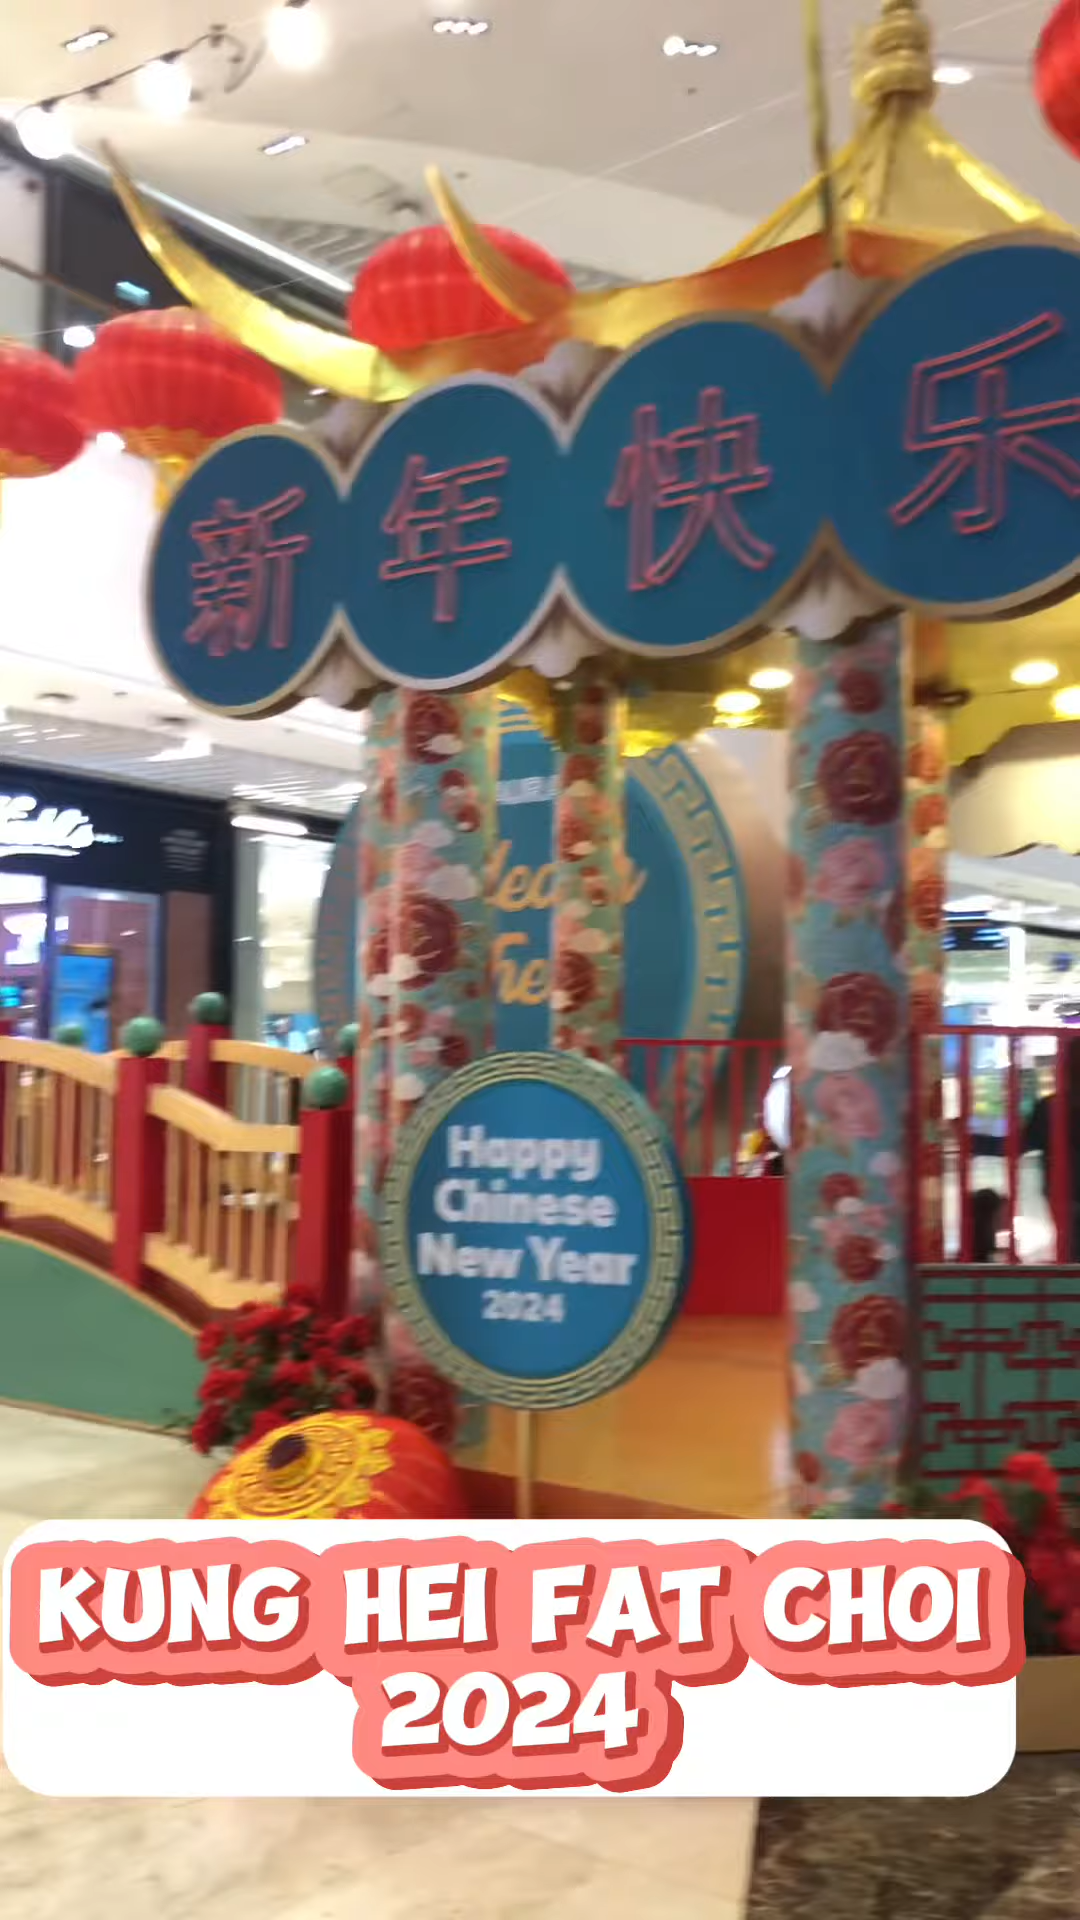 新年快乐
Happy
Chinese
New Year
2024
KUNG HEI FAT CHOI
2024